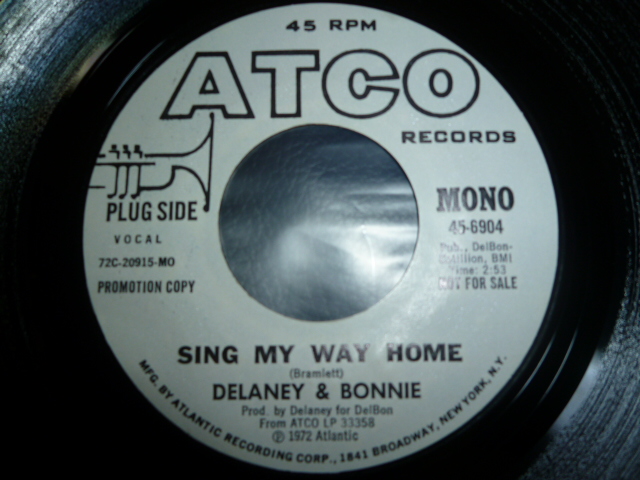 45 RPM
ATCO
RECORDS
PLUG SIDE
VOCAL
72C-20915-MO
PROMOTION COPY
MONO
45-6904
Pub., DelBon-
Cotillion, BMI
Time: 2:53
NOT FOR SALE
SING MY WAY HOME
(Bramlett)
DELANEY & BONNIE
Prod. by Delaney for DelBon
From ATCO LP 33358
Ⓟ 1972 Atlantic
MFG. BY ATLANTIC RECORDING CORP., 1841 BROADWAY, NEW YORK, N.Y.